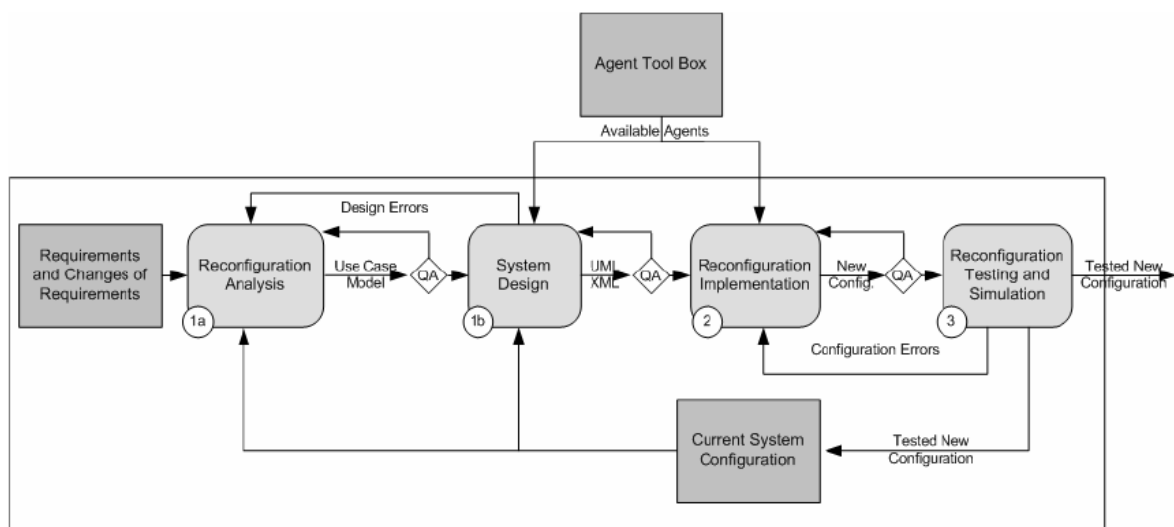 Agent Tool Box
Available Agents
Design Errors
Requirements
and Changes of
Requirements
Reconfiguration
Analysis
1a
Use Case
Model
QA
System
Design
1b
UML
XML
QA
Reconfiguration
Implementation
2
New
Config.
QA
Reconfiguration
Testing and
Simulation
3
Tested New
Configuration
Configuration Errors
Current System
Configuration
Tested New
Configuration